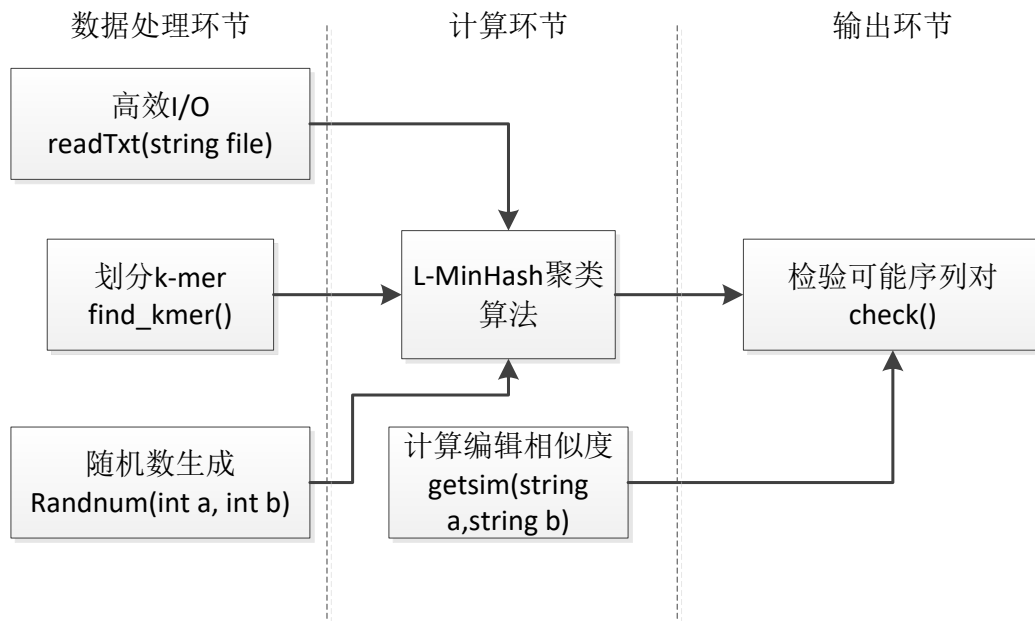 数据处理环节
计算环节
输出环节
高效I/O
readTxt(string file)
划分k-mer
find_kmer()
L-MinHash聚类
算法
检验可能序列对
check()
随机数生成
Randnum(int a, int b)
计算编辑相似度
getsim(string
a,string b)